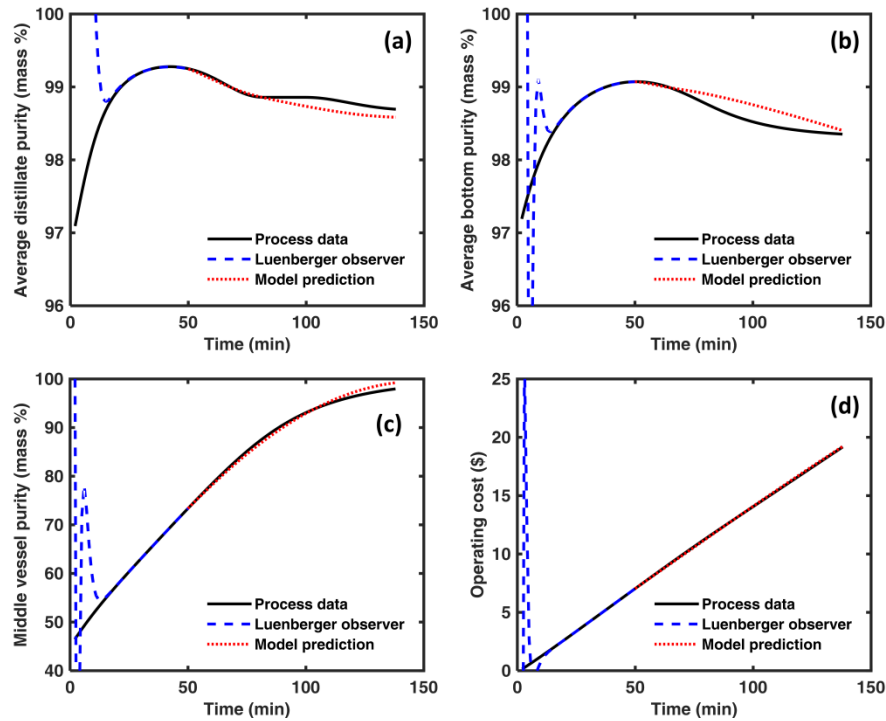 (a)
Average distillate purity (mass %)
100
99
98
97
96
Process data
Luenberger observer
Model prediction
0
50
100
150
Time (min)
(b)
Average bottom purity (mass %)
100
99
98
97
96
Process data
Luenberger observer
Model prediction
0
50
100
150
Time (min)
(c)
Middle vessel purity (mass %)
100
90
80
70
60
50
40
Process data
Luenberger observer
Model prediction
0
50
100
150
Time (min)
(d)
Operating cost ($)
25
20
15
10
5
0
Process data
Luenberger observer
Model prediction
0
50
100
150
Time (min)